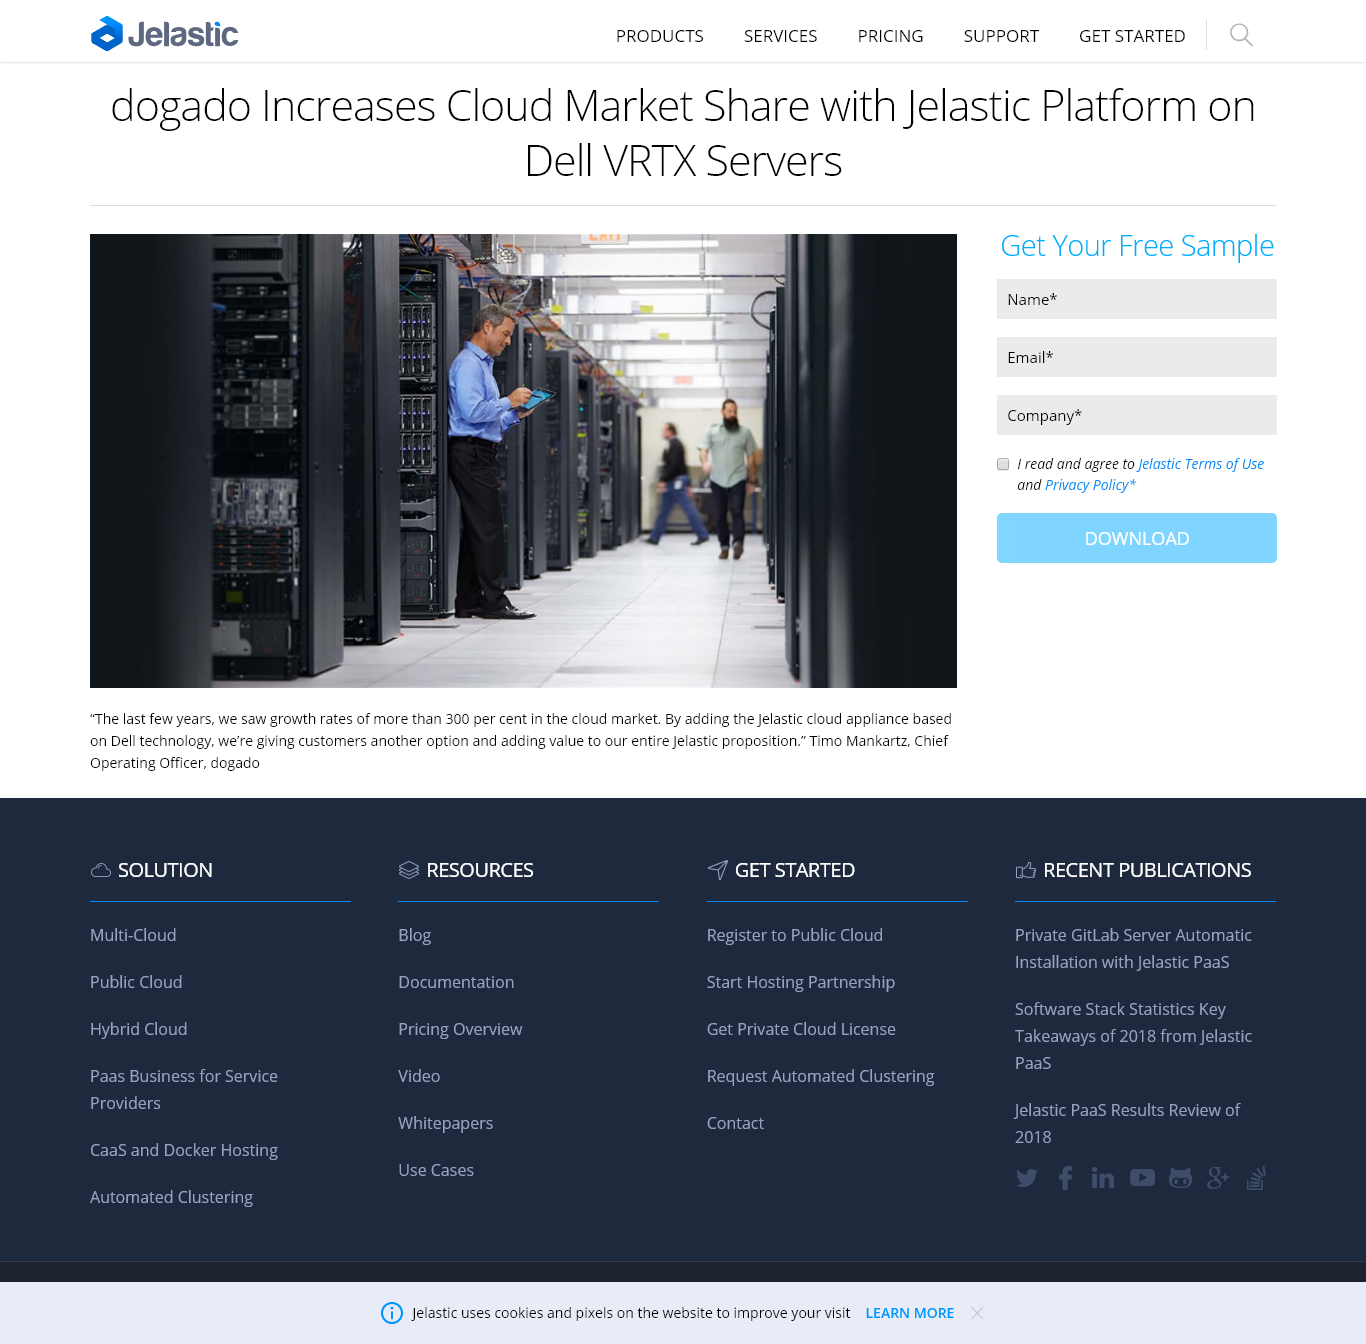 Jelastic
PRODUCTS SERVICES PRICING SUPPORT GET STARTED
dogado Increases Cloud Market Share with Jelastic Platform on
Dell VRTX Servers
EXIT
Get Your Free Sample
Name*
Email*
Company*
I read and agree to Jelastic Terms of Use
and Privacy Policy*
DOWNLOAD
“The last few years, we saw growth rates of more than 300 per cent in the cloud market. By adding the Jelastic cloud appliance based
on Dell technology, we’re giving customers another option and adding value to our entire Jelastic proposition.” Timo Mankartz, Chief
Operating Officer, dogado
SOLUTION
Multi-Cloud
Public Cloud
Hybrid Cloud
Paas Business for Service
Providers
CaaS and Docker Hosting
Automated Clustering
RESOURCES
Blog
Documentation
Pricing Overview
Video
Whitepapers
Use Cases
GET STARTED
Register to Public Cloud
Start Hosting Partnership
Get Private Cloud License
Request Automated Clustering
Contact
RECENT PUBLICATIONS
Private GitLab Server Automatic
Installation with Jelastic PaaS
Software Stack Statistics Key
Takeaways of 2018 from Jelastic
PaaS
Jelastic PaaS Results Review of
2018
Jelastic uses cookies and pixels on the website to improve your visit LEARN MORE